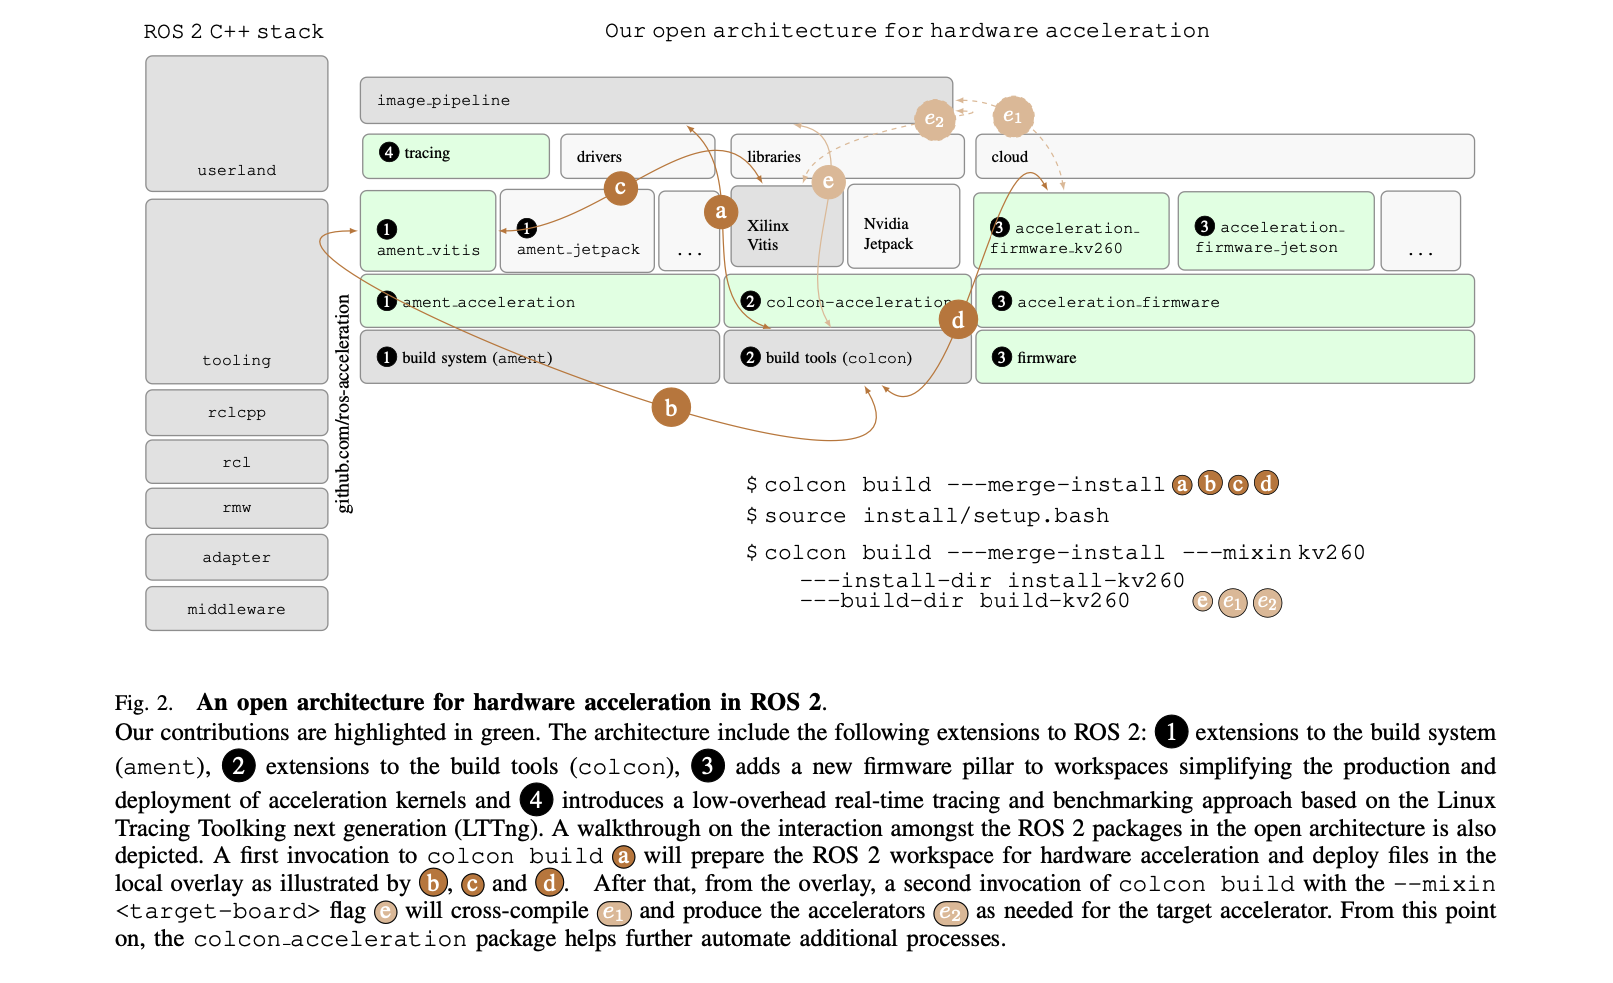 ROS 2 C++ stack
Our open architecture for hardware acceleration
userland
tooling
rclcpp
rcl
rmw
adapter
middleware
github.com/ros-acceleration
image_pipeline
e2
e1
4 tracing
drivers
libraries
cloud
c
a
e
1
ament_vitis
1
ament_jetpack
...
Xilinx
Vitis
Nvidia
Jetpack
3 acceleration_
firmware_kv260
3 acceleration_
firmware_jetson
...
1 ament_acceleration
2 colcon-acceleration
d
3 acceleration_firmware
1 build system (ament)
2 build tools (colcon)
3 firmware
b
$ colcon build ---merge-install a b c d
$ source install/setup.bash
$ colcon build ---merge-install ---mixin kv260
---install-dir install-kv260
---build-dir build-kv260 e e1 e2
Fig. 2. An open architecture for hardware acceleration in ROS 2.
Our contributions are highlighted in green. The architecture include the following extensions to ROS 2: 1 extensions to the build system
(ament), 2 extensions to the build tools (colcon), 3 adds a new firmware pillar to workspaces simplifying the production and
deployment of acceleration kernels and 4 introduces a low-overhead real-time tracing and benchmarking approach based on the Linux
Tracing Toolking next generation (LTTng). A walkthrough on the interaction amongst the ROS 2 packages in the open architecture is also
depicted. A first invocation to colcon build a will prepare the ROS 2 workspace for hardware acceleration and deploy files in the
local overlay as illustrated by b, c and d. After that, from the overlay, a second invocation of colcon build with the --mixin
<target-board> flag e will cross-compile e1 and produce the accelerators e2 as needed for the target accelerator. From this point
on, the colcon_acceleration package helps further automate additional processes.